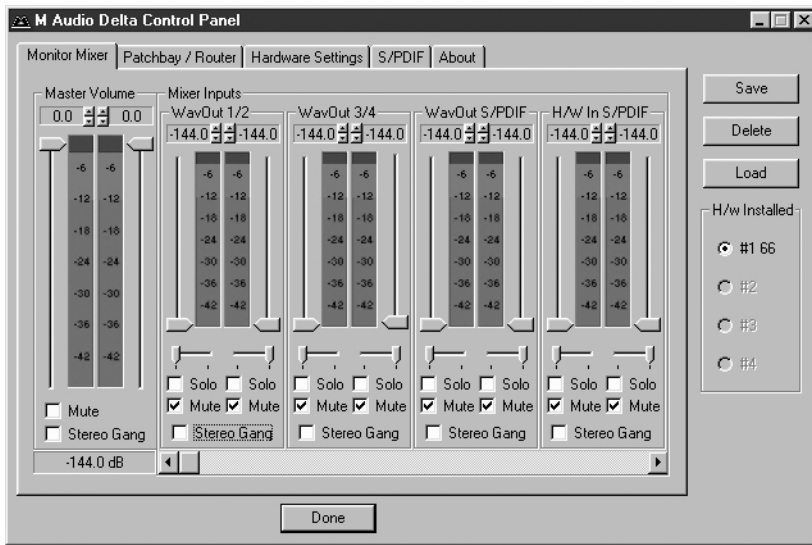 M Audio Delta Control Panel
Monitor Mixer Patchbay / Router Hardware Settings S/PDIF About
Master Volume
0.0 0.0
-6 -6
-12 -12
-18 -18
-24 -24
-30 -30
-36 -36
-42 -42
Mute
Stereo Gang
-144.0 dB
Mixer Inputs
WavOut 1/2
-144.0 -144.0
-6 -6
-12 -12
-18 -18
-24 -24
-30 -30
-36 -36
-42 -42
Solo Solo
Mute Mute
Stereo Gang
WavOut 3/4
-144.0 -144.0
-6 -6
-12 -12
-18 -18
-24 -24
-30 -30
-36 -36
-42 -42
Solo Solo
Mute Mute
Stereo Gang
WavOut S/PDIF
-144.0 -144.0
-6 -6
-12 -12
-18 -18
-24 -24
-30 -30
-36 -36
-42 -42
Solo Solo
Mute Mute
Stereo Gang
H/W In S/PDIF
-144.0 -144.0
-6 -6
-12 -12
-18 -18
-24 -24
-30 -30
-36 -36
-42 -42
Solo Solo
Mute Mute
Stereo Gang
Save
Delete
Load
H/w Installed
#1 66
#2
#3
#4
Done